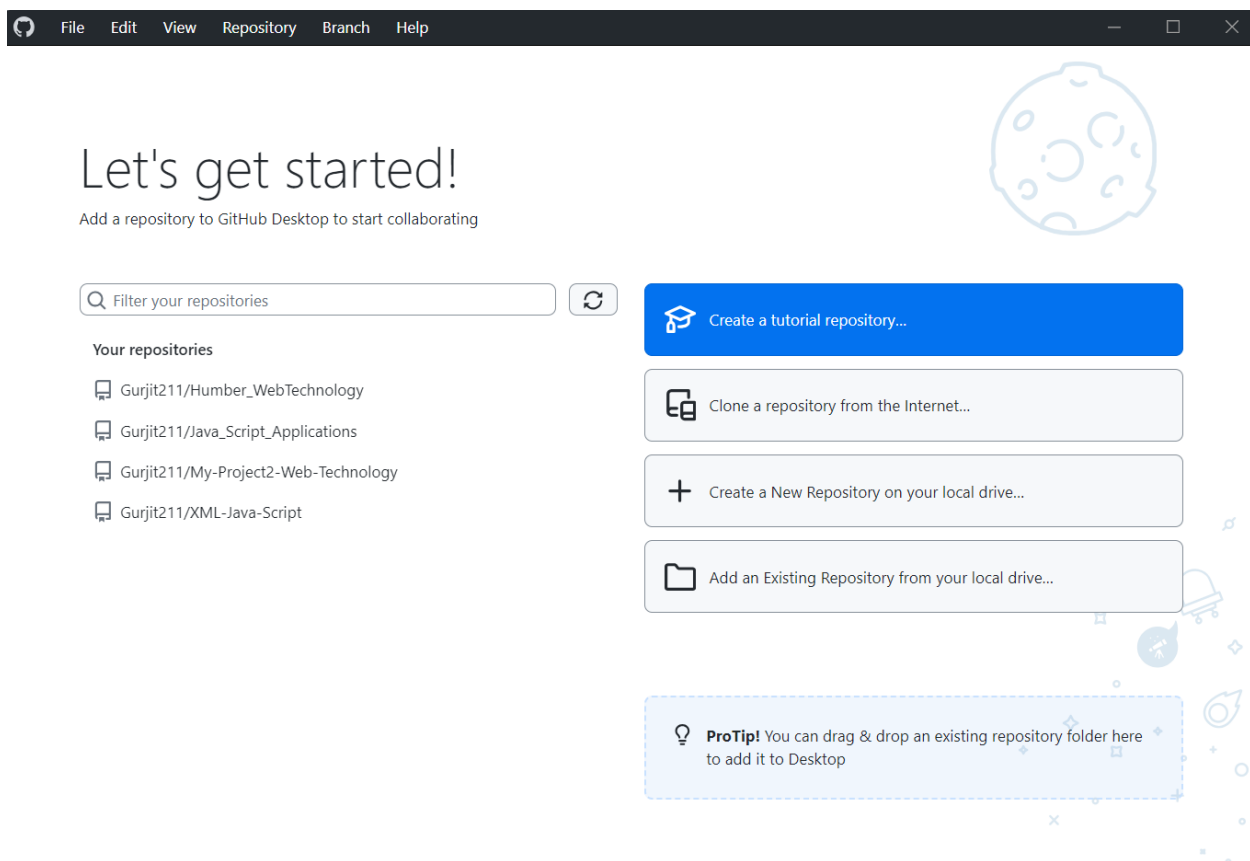 File Edit View Repository Branch Help
Let's get started!
Add a repository to GitHub Desktop to start collaborating
Filter your repositories
Your repositories
Gurjit211/Humber_WebTechnology
Gurjit211/Java_Script_Applications
Gurjit211/My-Project2-Web-Technology
Gurjit211/XML-Java-Script
Create a tutorial repository...
Clone a repository from the Internet...
Create a New Repository on your local drive...
Add an Existing Repository from your local drive...
ProTip! You can drag & drop an existing repository folder here
to add it to Desktop